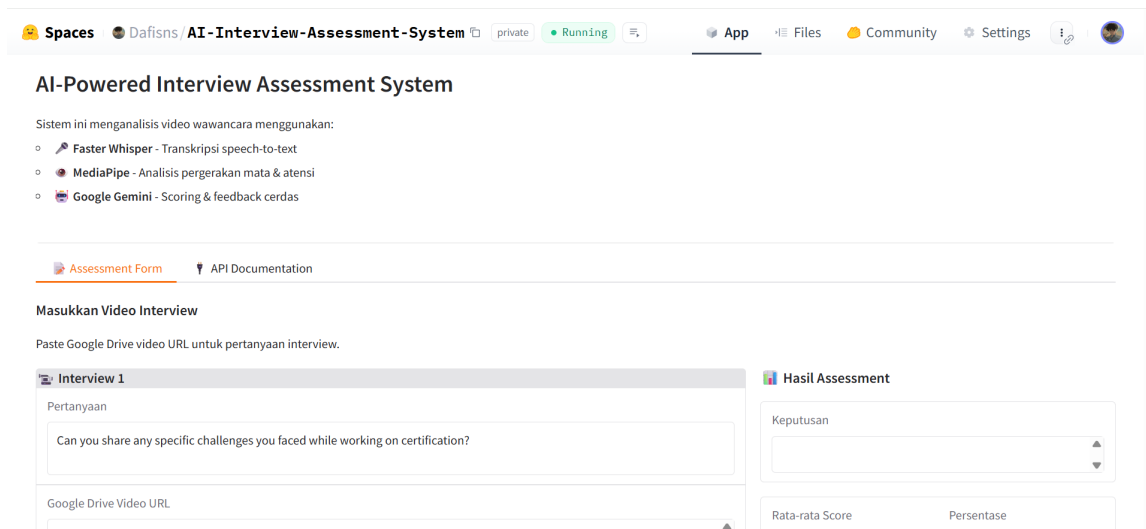 Spaces Dafisns/AI-Interview-Assessment-System private Running App Files Community Settings
AI-Powered Interview Assessment System
Sistem ini menganalisis video wawancara menggunakan:
Faster Whisper - Transkripsi speech-to-text
MediaPipe - Analisis pergerakan mata & atensi
Google Gemini - Scoring & feedback cerdas
Assessment Form API Documentation
Masukkan Video Interview
Paste Google Drive video URL untuk pertanyaan interview.
Interview 1
Pertanyaan
Can you share any specific challenges you faced while working on certification?
Google Drive Video URL
Hasil Assessment
Keputusan
Rata-rata Score Persentase